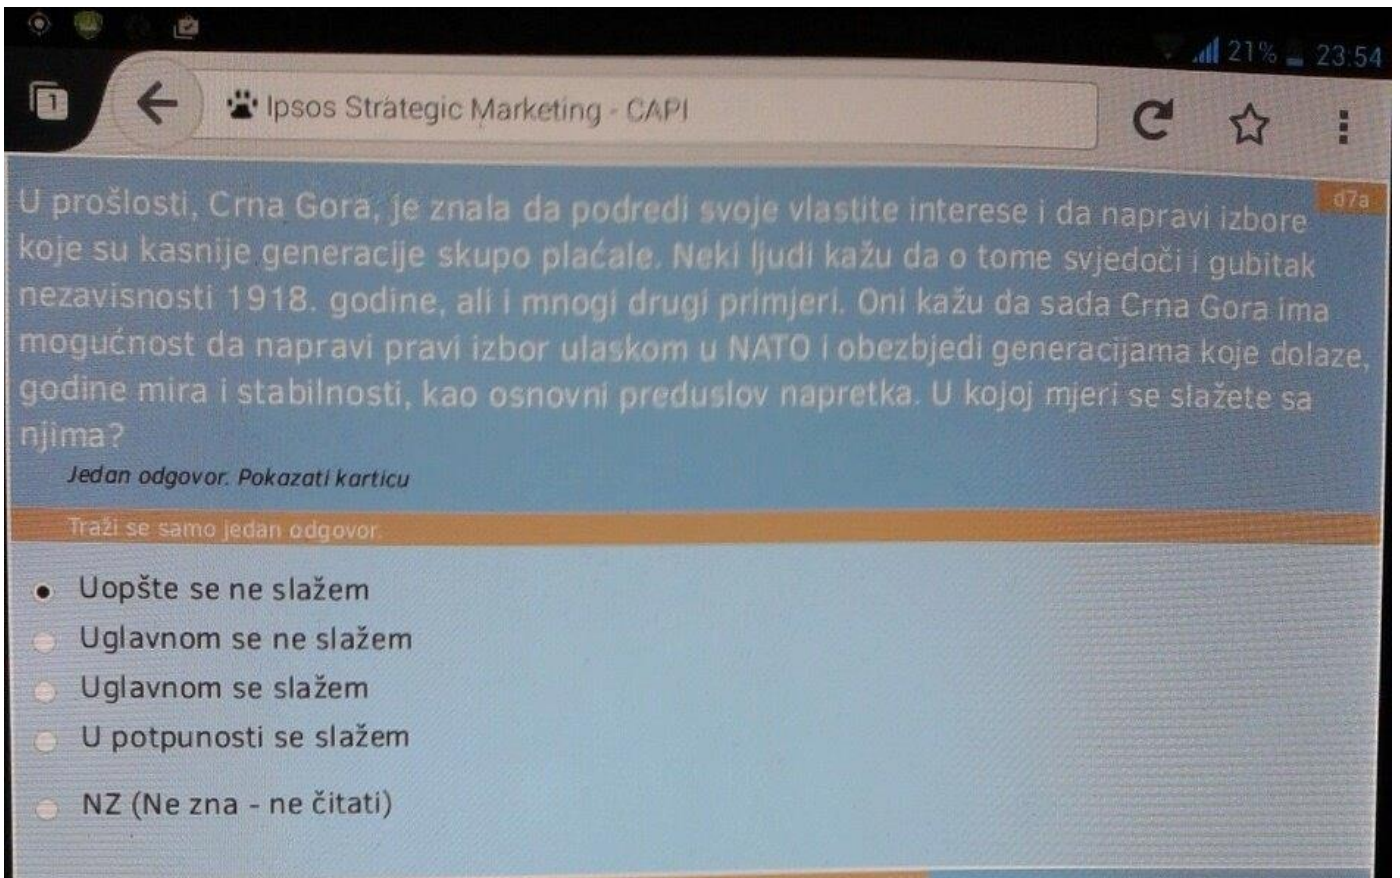 21% 23:54
1
Ipsos Strategic Marketing - CAPI
d7a
U prošlosti, Crna Gora, je znala da podredi svoje vlastite interese i da napravi izbore
koje su kasnije generacije skupo plaćale. Neki ljudi kažu da o tome svjedoči i gubitak
nezavisnosti 1918. godine, ali i mnogi drugi primjeri. Oni kažu da sada Crna Gora ima
mogućnost da napravi pravi izbor ulaskom u NATO i obezbjedi generacijama koje dolaze,
godine mira i stabilnosti, kao osnovni preduslov napretka. U kojoj mjeri se slažete sa
njima?
Jedan odgovor. Pokazati karticu
Traži se samo jedan odgovor.
Uopšte se ne slažem
Uglavnom se ne slažem
Uglavnom se slažem
U potpunosti se slažem
NZ (Ne zna - ne čitati)